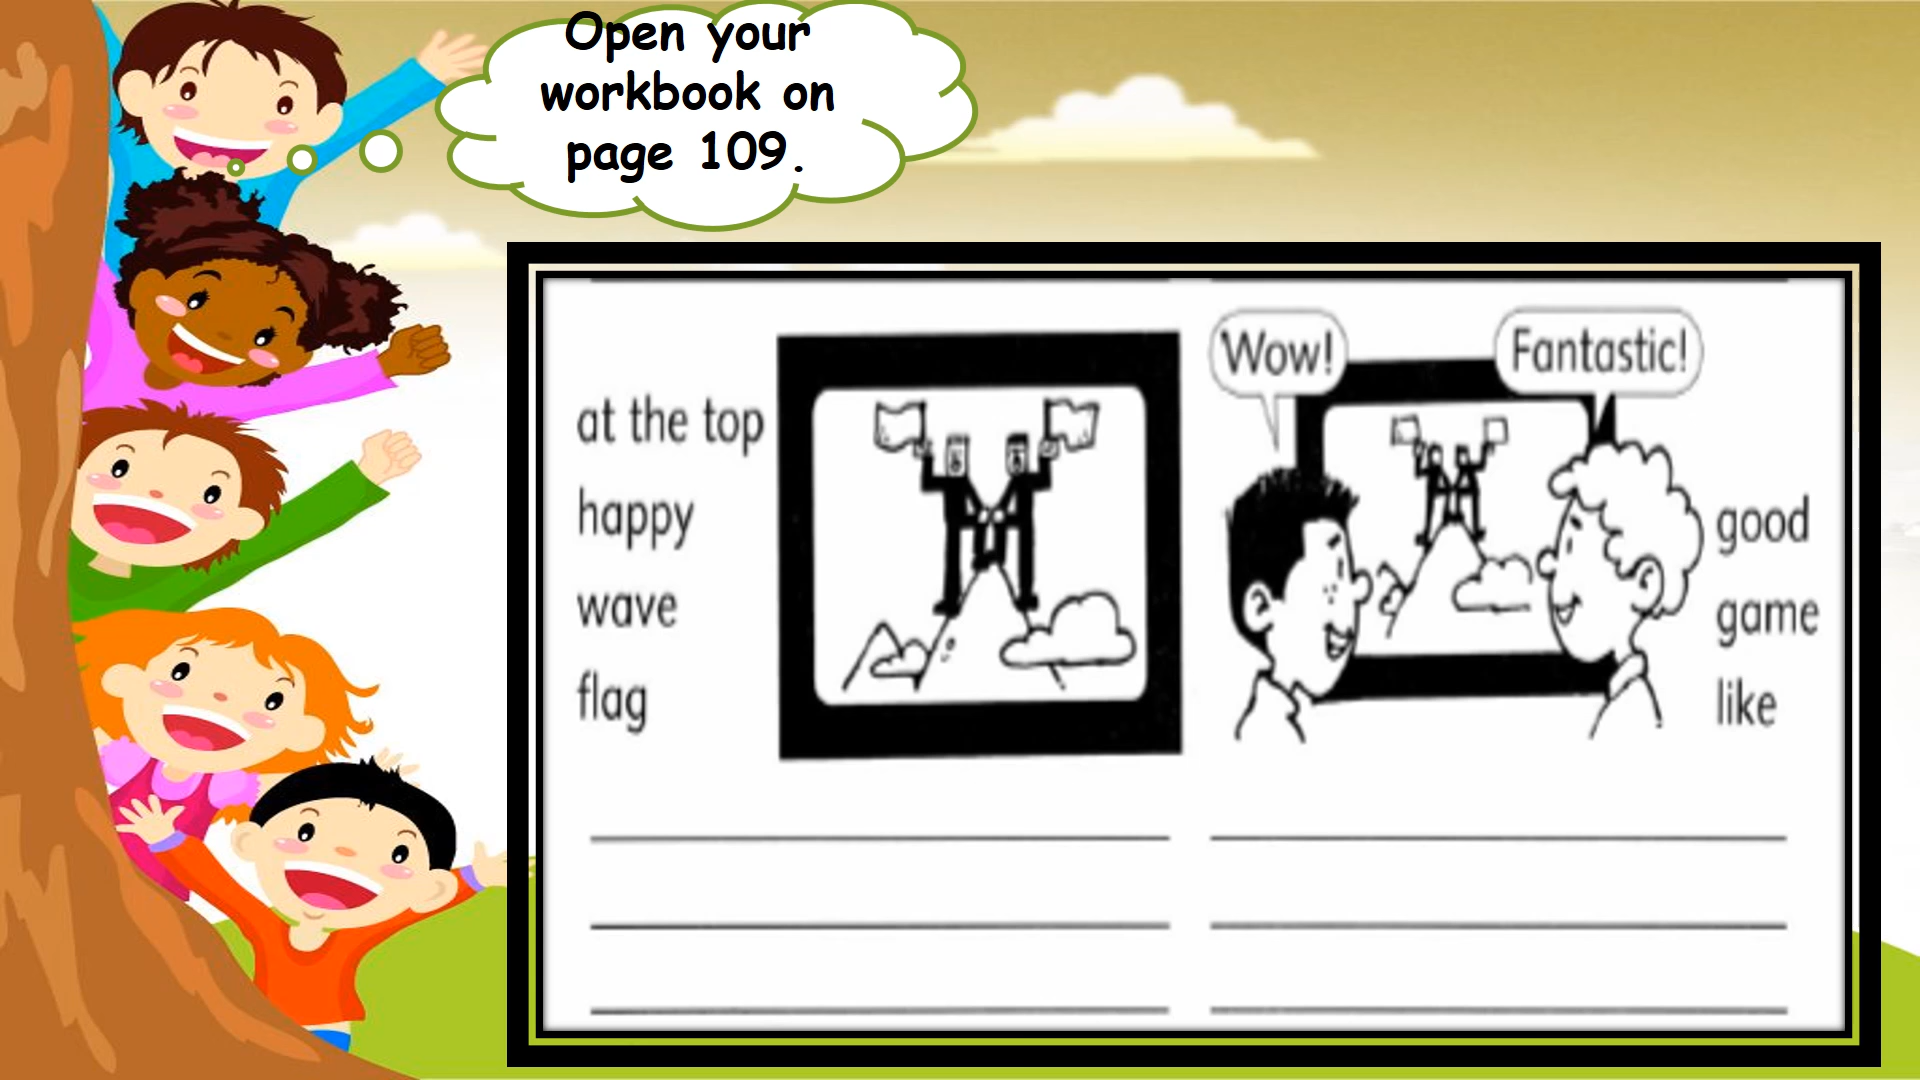 Open your
workbook on
page 109.
at the top
happy
wave
flag
Wow!
Fantastic!
good
game
like